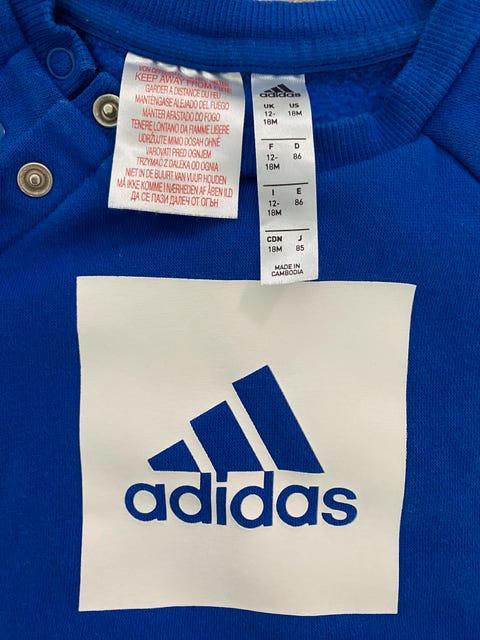 KEEP AWAY FROM FIRE
GARDER A DISTANCE DU FEU
MANTÉNGASE ALEJADO DEL FUEGO
MANTER AFASTADO DO FOGO
TENERE LONTANO DA FIAMME LIBERE
UDRŽUJTE MIMO DOSAH OHNĚ
VAROVATI PRED OGNJEM
TRZYMAĆ Z DALEKA OD OGNIA
NIET IN DE BUURT VAN VUUR HOUDEN
MÅ IKKE KOMME I NÆRHEDEN AF ÅBEN ILD
ДА СЕ ПАЗИ ДАЛЕЧ ОТ ОГЪН
adidas
UK US
12-18M 18M
F D
12-18M 86
I E
12-18M 86
CDN J
18M 85
MADE IN
CAMBODIA
adidas